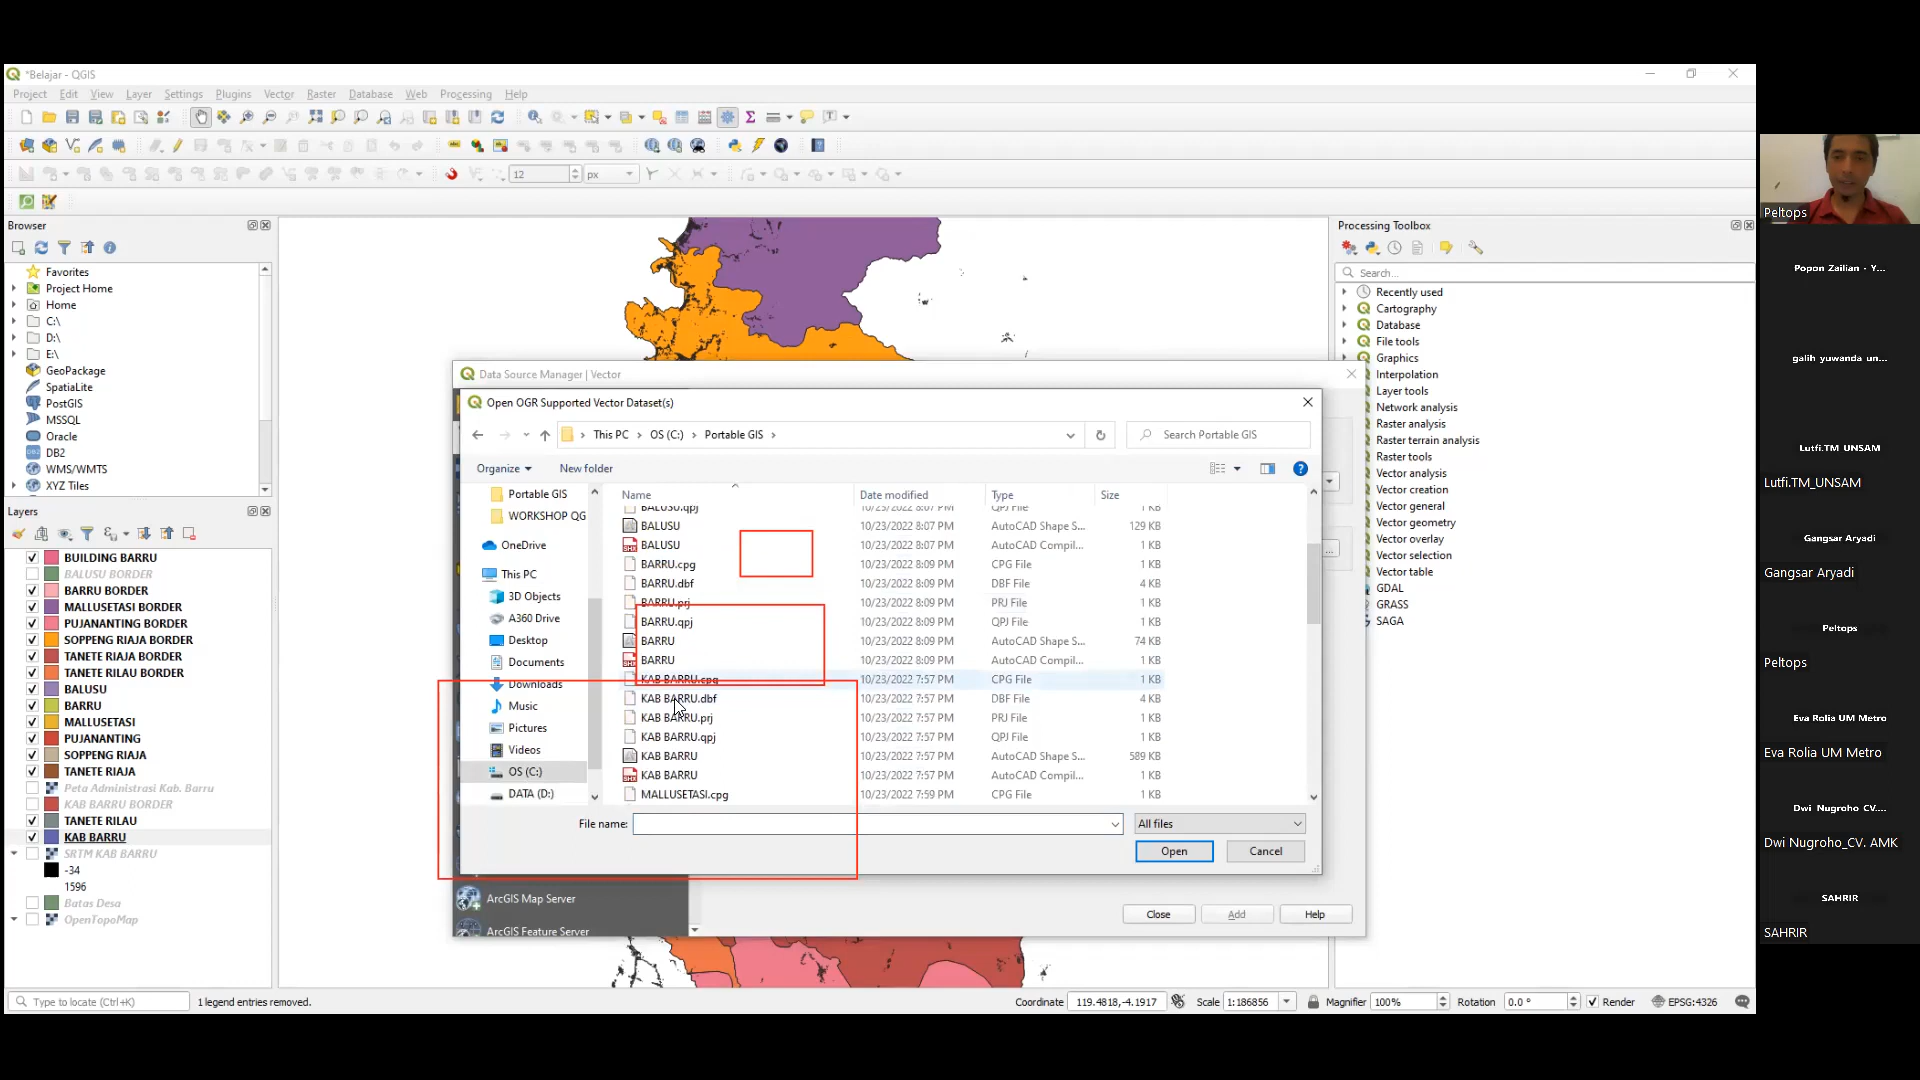 *Belajar - QGIS
Project Edit View Layer Settings Plugins Vector Raster Database Web Processing Help
12 px
Browser
Favorites
Project Home
Home
C:\
D:\
E:\
GeoPackage
SpatiaLite
PostGIS
MSSQL
Oracle
DB2
WMS/WMTS
XYZ Tiles
Layers
BUILDING BARRU
BALUSU BORDER
BARRU BORDER
MALLUSETASI BORDER
PUJANANTING BORDER
SOPPENG RIAJA BORDER
TANETE RIAJA BORDER
TANETE RILAU BORDER
BALUSU
BARRU
MALLUSETASI
PUJANANTING
SOPPENG RIAJA
TANETE RIAJA
Peta Administrasi Kab. Barru
KAB BARRU BORDER
TANETE RILAU
KAB BARRU
SRTM KAB BARRU
-34
1596
Batas Desa
OpenTopoMap
Data Source Manager | Vector
Open OGR Supported Vector Dataset(s)
This PC > OS (C:) > Portable GIS >
Search Portable GIS
Organize
New folder
Portable GIS
WORKSHOP QG
OneDrive
This PC
3D Objects
A360 Drive
Desktop
Documents
Downloads
Music
Pictures
Videos
OS (C:)
DATA (D:)
Name Date modified Type Size
BALUSU.qpj 10/23/2022 8:07 PM QPJ File 1 KB
BALUSU 10/23/2022 8:07 PM AutoCAD Shape S... 129 KB
BALUSU 10/23/2022 8:07 PM AutoCAD Compil... 1 KB
BARRU.cpg 10/23/2022 8:09 PM CPG File 1 KB
BARRU.dbf 10/23/2022 8:09 PM DBF File 4 KB
BARRU.prj 10/23/2022 8:09 PM PRJ File 1 KB
BARRU.qpj 10/23/2022 8:09 PM QPJ File 1 KB
BARRU 10/23/2022 8:09 PM AutoCAD Shape S... 74 KB
BARRU 10/23/2022 8:09 PM AutoCAD Compil... 1 KB
KAB BARRU.cpg 10/23/2022 7:57 PM CPG File 1 KB
KAB BARRU.dbf 10/23/2022 7:57 PM DBF File 4 KB
KAB BARRU.prj 10/23/2022 7:57 PM PRJ File 1 KB
KAB BARRU.qpj 10/23/2022 7:57 PM QPJ File 1 KB
KAB BARRU 10/23/2022 7:57 PM AutoCAD Shape S... 589 KB
KAB BARRU 10/23/2022 7:57 PM AutoCAD Compil... 1 KB
MALLUSETASI.cpg 10/23/2022 7:59 PM CPG File 1 KB
File name:
All files
Open Cancel
ArcGIS Map Server
ArcGIS Feature Server
Close Add Help
Processing Toolbox
Search...
Recently used
Cartography
Database
File tools
Graphics
Interpolation
Layer tools
Network analysis
Raster analysis
Raster terrain analysis
Raster tools
Vector analysis
Vector creation
Vector general
Vector geometry
Vector overlay
Vector selection
Vector table
GDAL
GRASS
SAGA
Type to locate (Ctrl+K)
1 legend entries removed.
Coordinate 119.4818,-4.1917
Scale 1:186856
Magnifier 100%
Rotation 0.0 °
Render
EPSG:4326
Peltops
Popon Zailian - Y...
galih yuwanda un...
Lutfi.TM UNSAM
Lutfi.TM_UNSAM
Gangsar Aryadi
Gangsar Aryadi
Peltops
Peltops
Eva Rolia UM Metro
Eva Rolia UM Metro
Dwi Nugroho CV....
Dwi Nugroho_CV. AMK
SAHRIR
SAHRIR